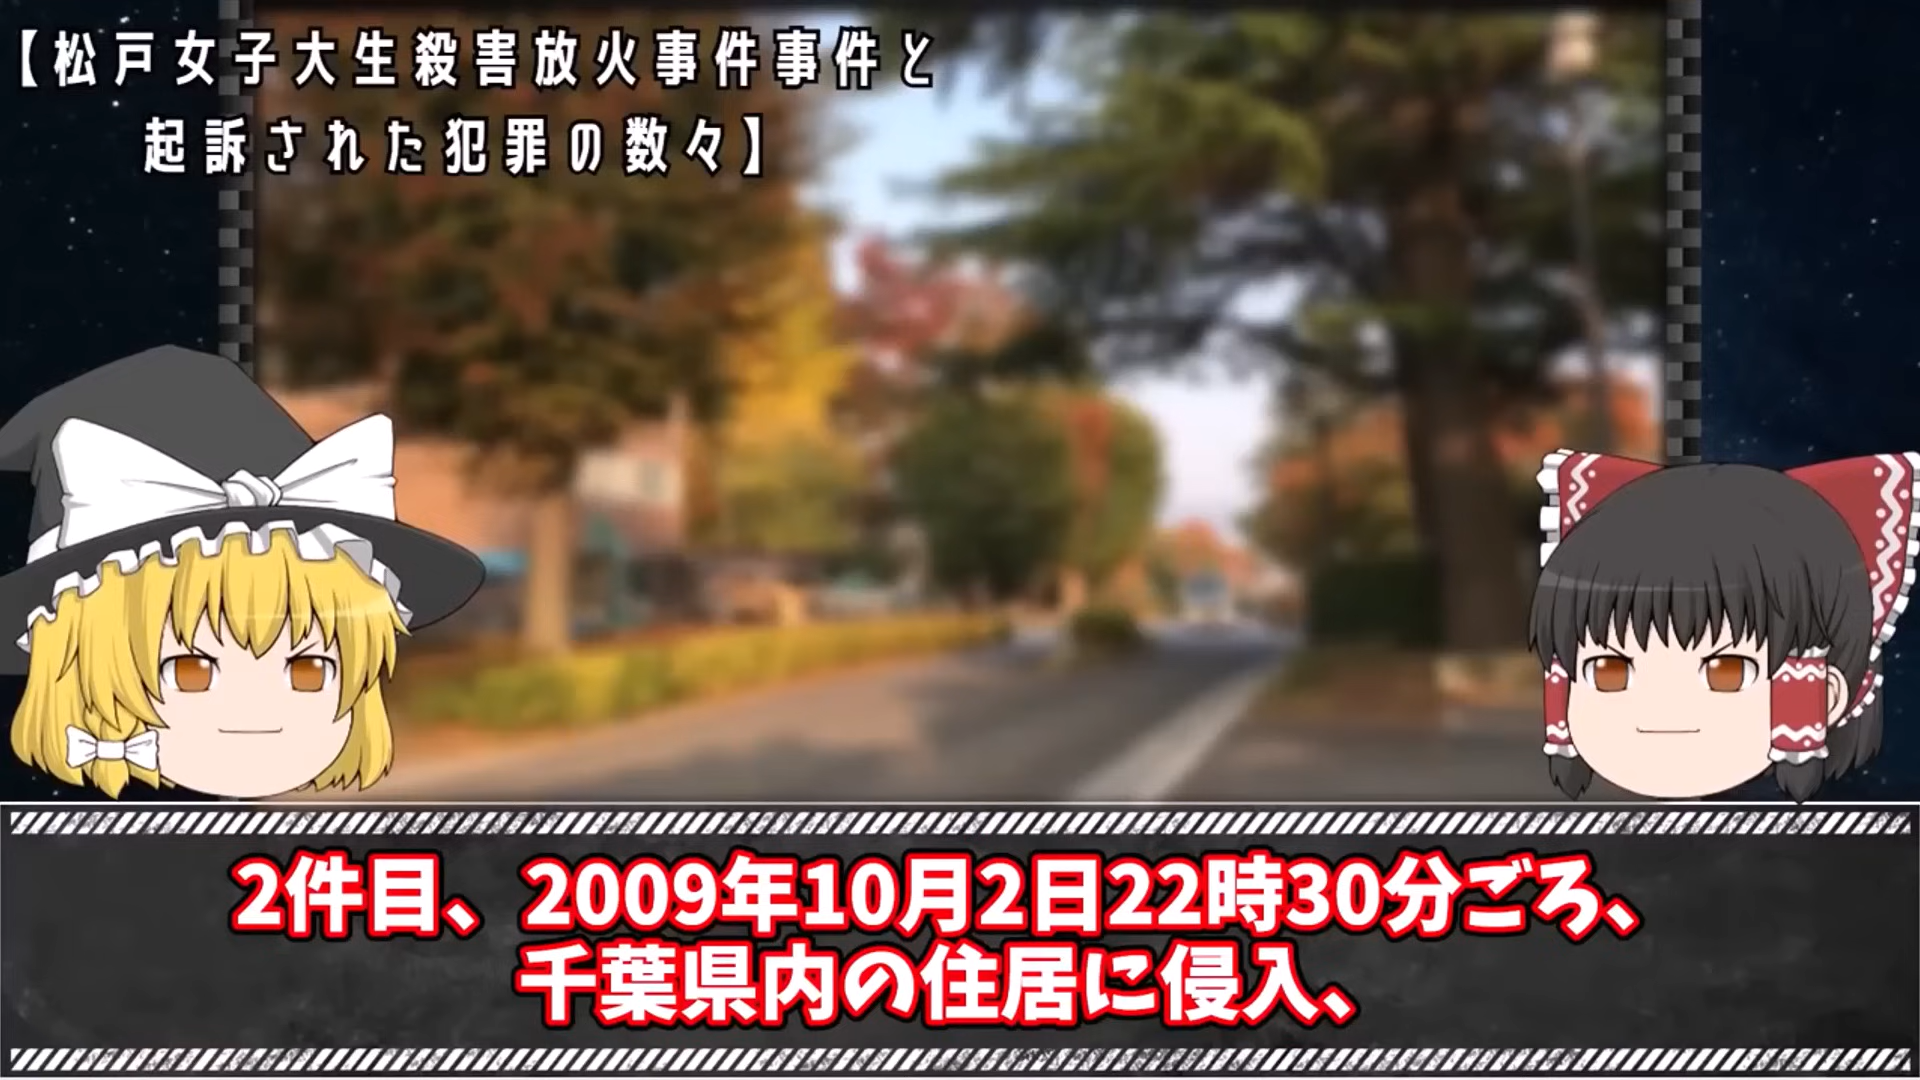 【松戸女子大生殺害放火事件事件と
起訴された犯罪の数々】
2件目、2009年10月2日22時30分ごろ、
千葉県内の住居に侵入、